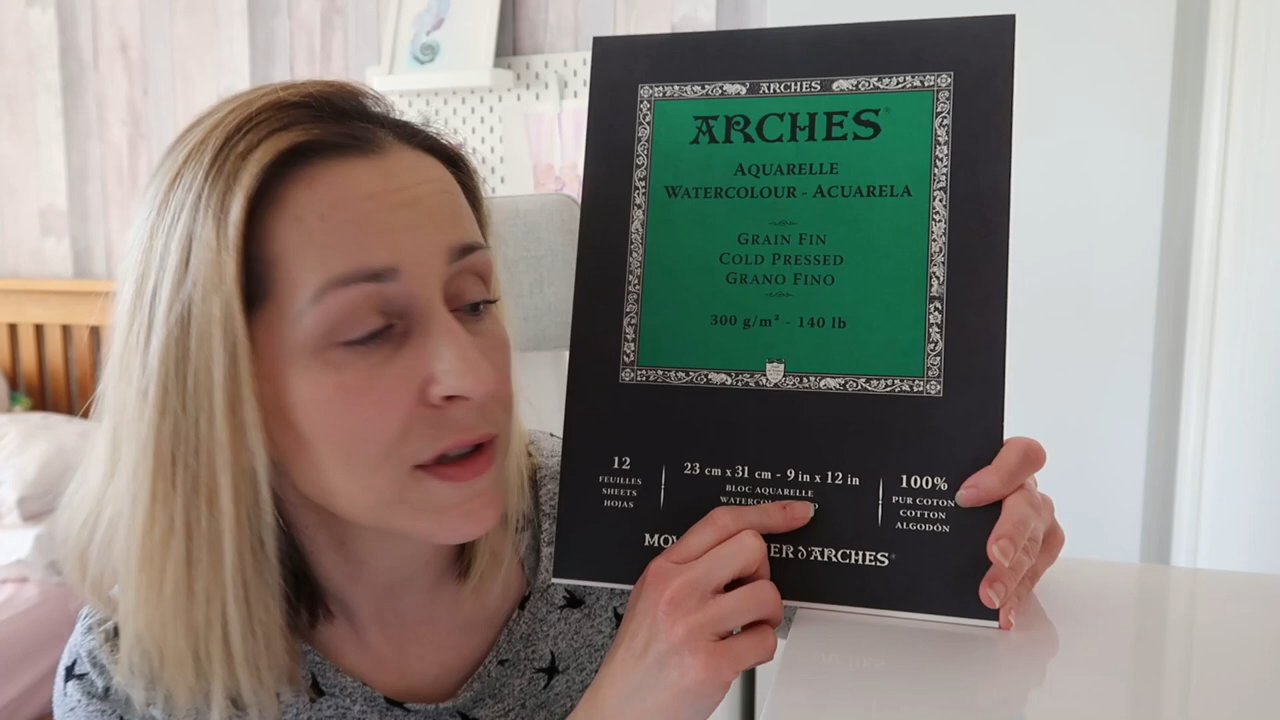 ARCHES
ARCHES®
AQUARELLE
WATERCOLOUR - ACUARELA
GRAIN FIN
COLD PRESSED
GRANO FINO
300 g/m² - 140 lb
12
FEUILLES
SHEETS
HOJAS
23 cm x 31 cm - 9 in x 12 in
BLOC AQUARELLE
100%
PUR COTON
COTTON
ALGODÓN
D'ARCHES®